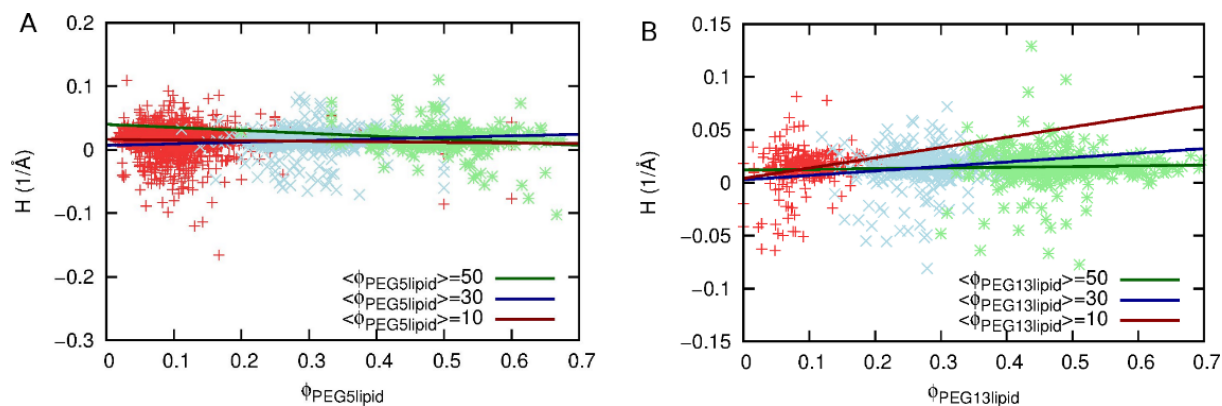 A
0.2
0.1
0
−0.1
−0.2
−0.3
H (1/Å)
0 0.1 0.2 0.3 0.4 0.5 0.6 0.7
ϕPEG5lipid
<ϕPEG5lipid>=50
<ϕPEG5lipid>=30
<ϕPEG5lipid>=10
B
0.15
0.1
0.05
0
−0.05
−0.1
−0.15
H (1/Å)
0 0.1 0.2 0.3 0.4 0.5 0.6 0.7
ϕPEG13lipid
<ϕPEG13lipid>=50
<ϕPEG13lipid>=30
<ϕPEG13lipid>=10